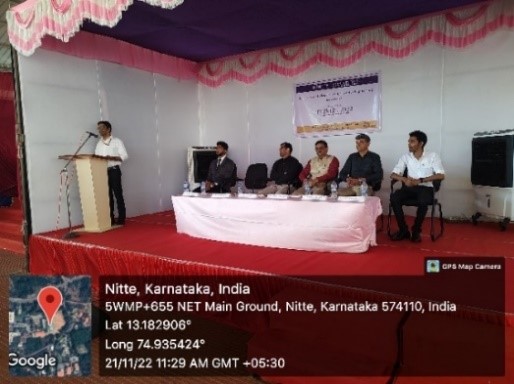 GPS Map Camera
Nitte, Karnataka, India
5WMP+655 NET Main Ground, Nitte, Karnataka 574110, India
Lat 13.182906°
Long 74.935424°
21/11/22 11:29 AM GMT +05:30
Google